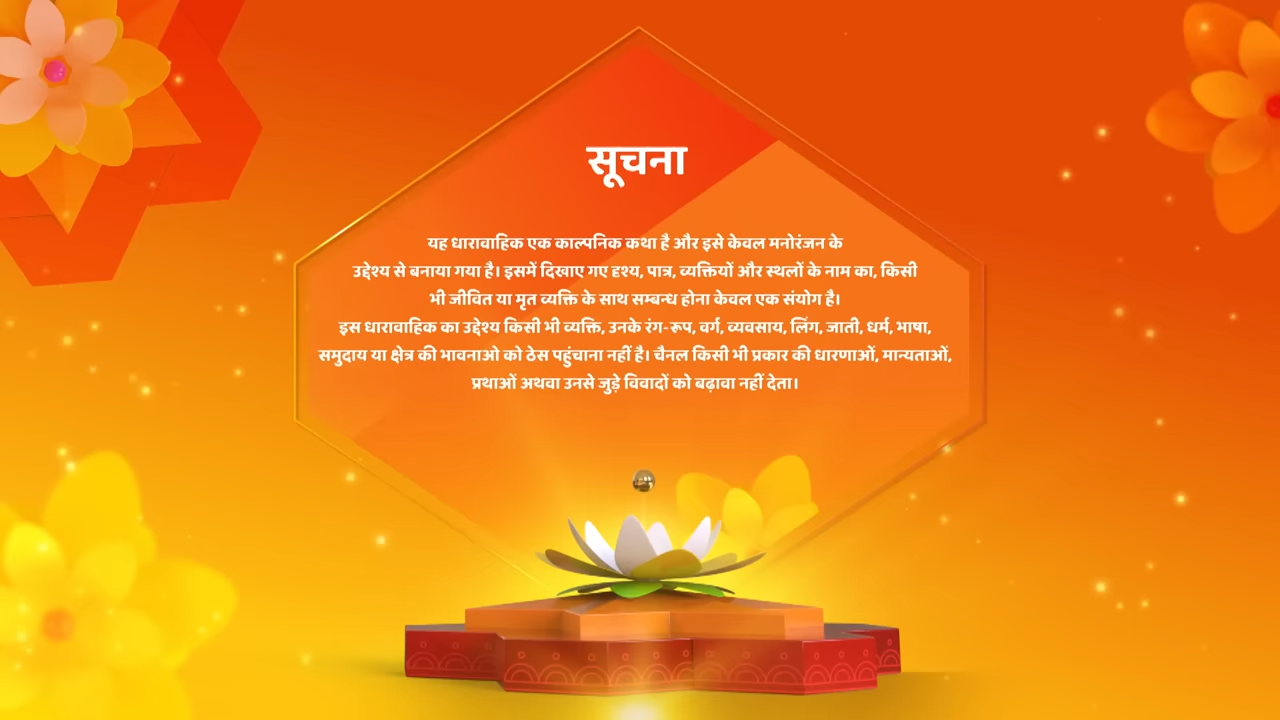 सूचना
यह धारावाहिक एक काल्पनिक कथा है और इसे केवल मनोरंजन के
उद्देश्य से बनाया गया है। इसमें दिखाए गए दृश्य, पात्र, व्यक्तियों और स्थलों के नाम का, किसी
भी जीवित या मृत व्यक्ति के साथ सम्बन्ध होना केवल एक संयोग है।
इस धारावाहिक का उद्देश्य किसी भी व्यक्ति, उनके रंग-रूप, वर्ग, व्यवसाय, लिंग, जाती, धर्म, भाषा,
समुदाय या क्षेत्र की भावनाओ को ठेस पहुंचाना नहीं है। चैनल किसी भी प्रकार की धारणाओं, मान्यताओं,
प्रथाओं अथवा उनसे जुड़े विवादों को बढ़ावा नहीं देता।